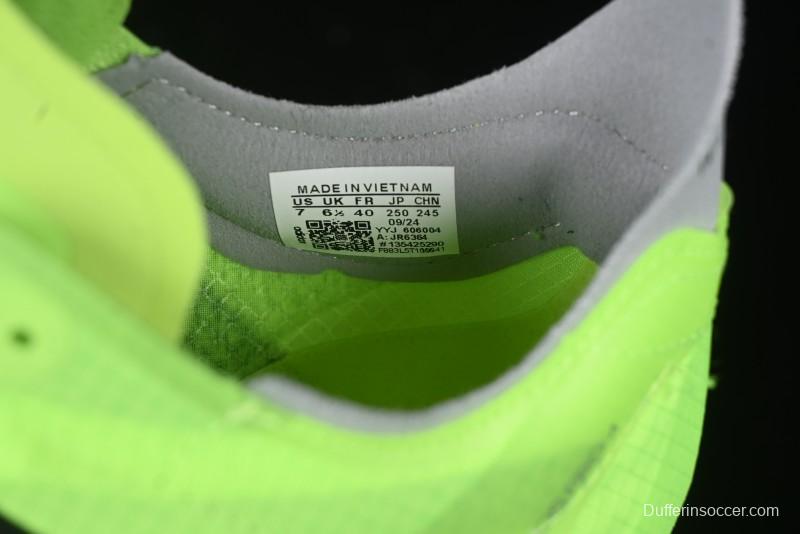 MADE IN VIETNAM
US UK FR JP CHN
7 6½ 40 250 245
09/24
YYJ 606004
A: JR6364
#135425290
Dufferinsoccer.com